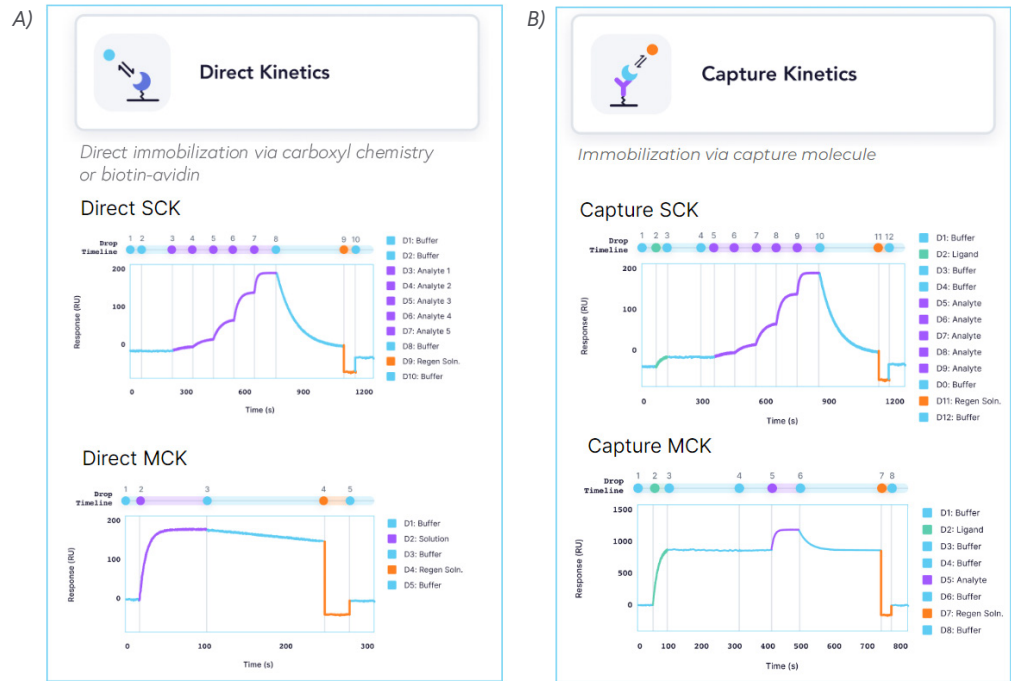 A)
Direct Kinetics
Direct immobilization via carboxyl chemistry
or biotin-avidin
Direct SCK
Drop
Timeline
1 2 3 4 5 6 7 8 9 10
Response (RU)
200
100
0
0 300 600 900 1200
Time (s)
D1: Buffer
D2: Buffer
D3: Analyte 1
D4: Analyte 2
D5: Analyte 3
D6: Analyte 4
D7: Analyte 5
D8: Buffer
D9: Regen Soln.
D10: Buffer
Direct MCK
Drop
Timeline
1 2 3 4 5
Response (RU)
200
100
0
0 100 200 300
Time (s)
D1: Buffer
D2: Solution
D3: Buffer
D4: Regen Soln.
D5: Buffer
B)
Capture Kinetics
Immobilization via capture molecule
Capture SCK
Drop
Timeline
1 2 3 4 5 6 7 8 9 10 11 12
Response (RU)
200
100
0
0 300 600 900 1200
Time (s)
D1: Buffer
D2: Ligand
D3: Buffer
D4: Buffer
D5: Analyte
D6: Analyte
D7: Analyte
D8: Analyte
D9: Analyte
D0: Buffer
D11: Regen Soln.
D12: Buffer
Capture MCK
Drop
Timeline
1 2 3 4 5 6 7 8
Response (RU)
1500
1000
500
0
0 100 200 300 400 500 600 700 800
Time (s)
D1: Buffer
D2: Ligand
D3: Buffer
D4: Buffer
D5: Analyte
D6: Buffer
D7: Regen Soln.
D8: Buffer